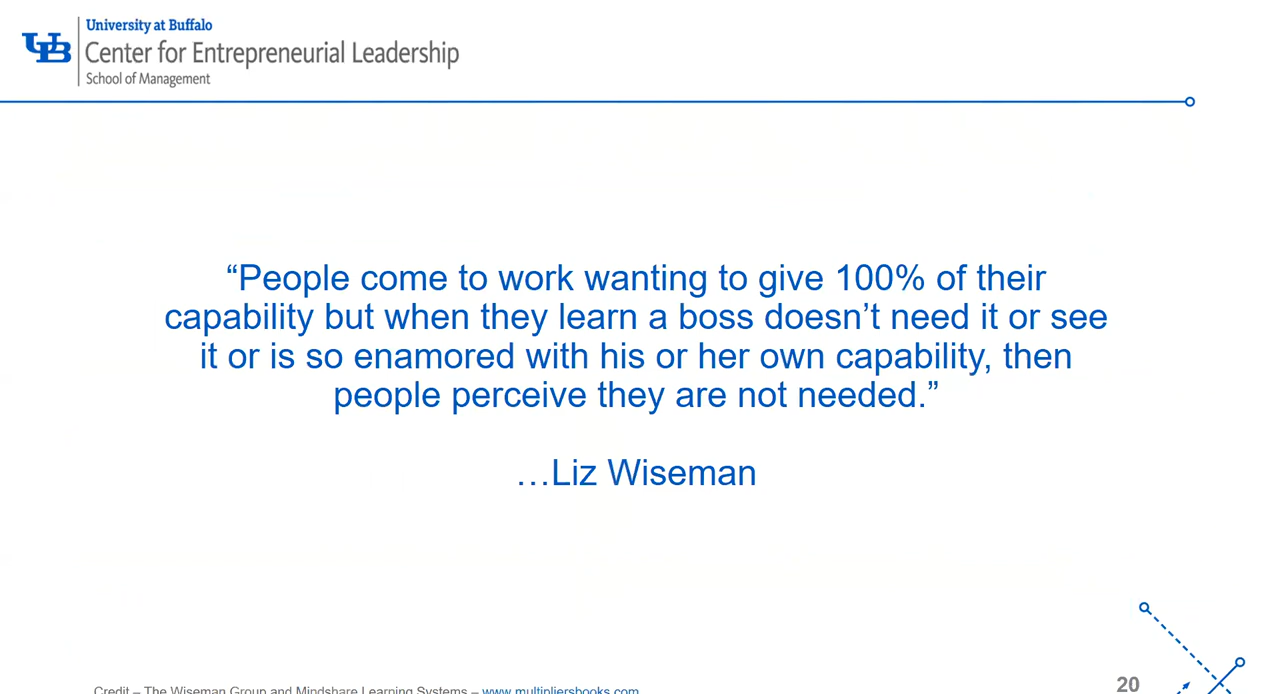 University at Buffalo
UB
Center for Entrepreneurial Leadership
School of Management
“People come to work wanting to give 100% of their
capability but when they learn a boss doesn’t need it or see
it or is so enamored with his or her own capability, then
people perceive they are not needed.”
…Liz Wiseman
Credit – The Wiseman Group and Mindshare Learning Systems – www.multipliersbooks.com
20